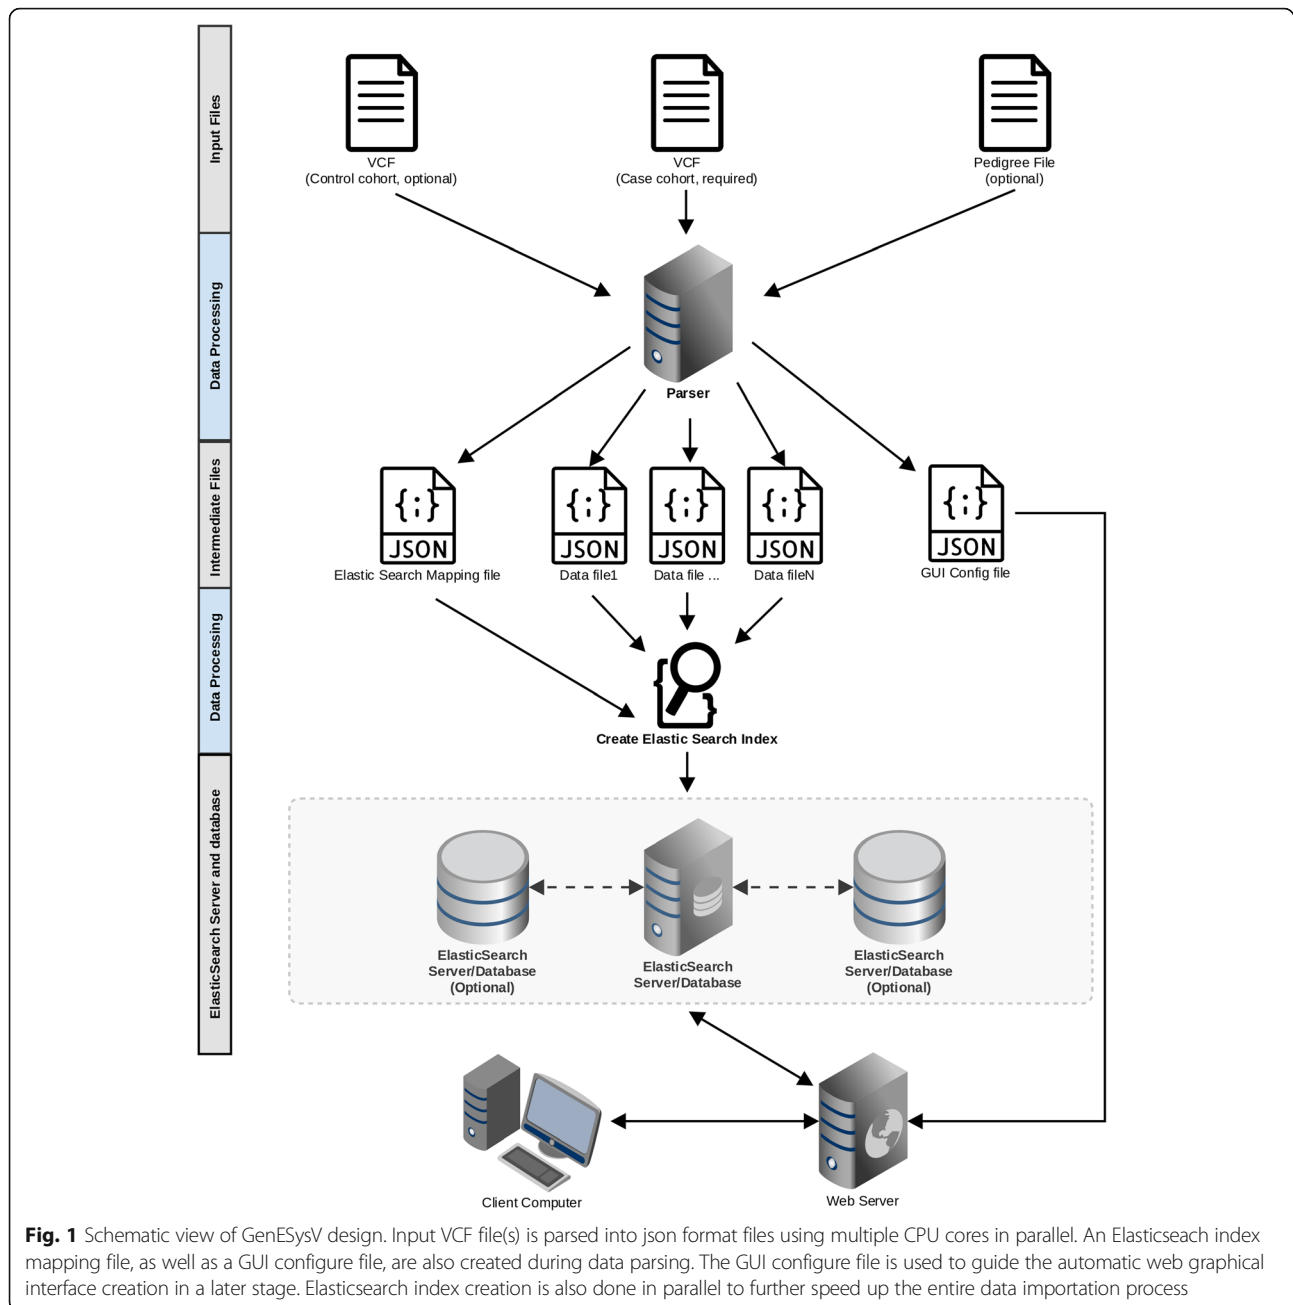 Input Files
VCF
(Control cohort, optional)
VCF
(Case cohort, required)
Pedigree File
(optional)
Data Processing
Parser
Intermediate Files
{;}
JSON
Elastic Search Mapping file
{;}
JSON
Data file1
{;}
JSON
Data file ...
{;}
JSON
Data fileN
{;}
JSON
GUI Config file
Data Processing
Create Elastic Search Index
ElasticSearch Server and database
ElasticSearch
Server/Database
(Optional)
ElasticSearch
Server/Database
ElasticSearch
Server/Database
(Optional)
Client Computer
Web Server
Fig. 1 Schematic view of GenESysV design. Input VCF file(s) is parsed into json format files using multiple CPU cores in parallel. An Elasticseach index
mapping file, as well as a GUI configure file, are also created during data parsing. The GUI configure file is used to guide the automatic web graphical
interface creation in a later stage. Elasticsearch index creation is also done in parallel to further speed up the entire data importation process